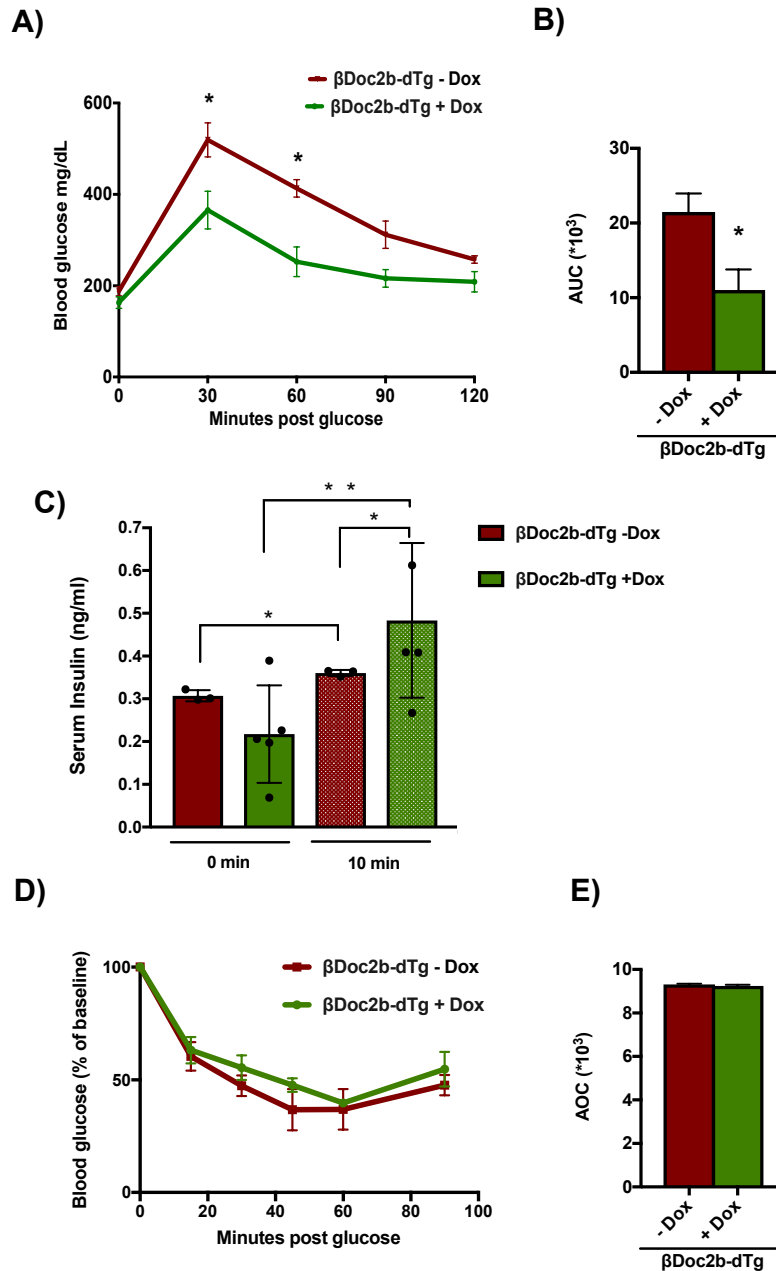 A)
βDoc2b-dTg - Dox
βDoc2b-dTg + Dox
Blood glucose mg/dL
600
400
200
0
* *
0 30 60 90 120
Minutes post glucose
B)
AUC (*10³)
30
20
10
0
*
- Dox + Dox
βDoc2b-dTg
C)
βDoc2b-dTg -Dox
βDoc2b-dTg +Dox
Serum Insulin (ng/ml)
0.7
0.6
0.5
0.4
0.3
0.2
0.1
0.0
* *
*
*
0 min 10 min
D)
βDoc2b-dTg - Dox
βDoc2b-dTg + Dox
Blood glucose (% of baseline)
100
50
0
0 20 40 60 80 100
Minutes post glucose
E)
AOC (*10³)
10
8
6
4
2
0
- Dox + Dox
βDoc2b-dTg